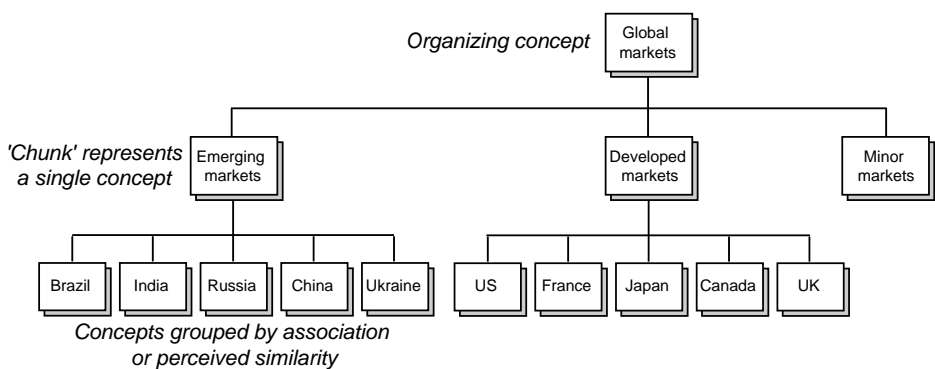 Organizing concept
Global
markets
'Chunk' represents
a single concept
Emerging
markets
Developed
markets
Minor
markets
Brazil
India
Russia
China
Ukraine
US
France
Japan
Canada
UK
Concepts grouped by association
or perceived similarity